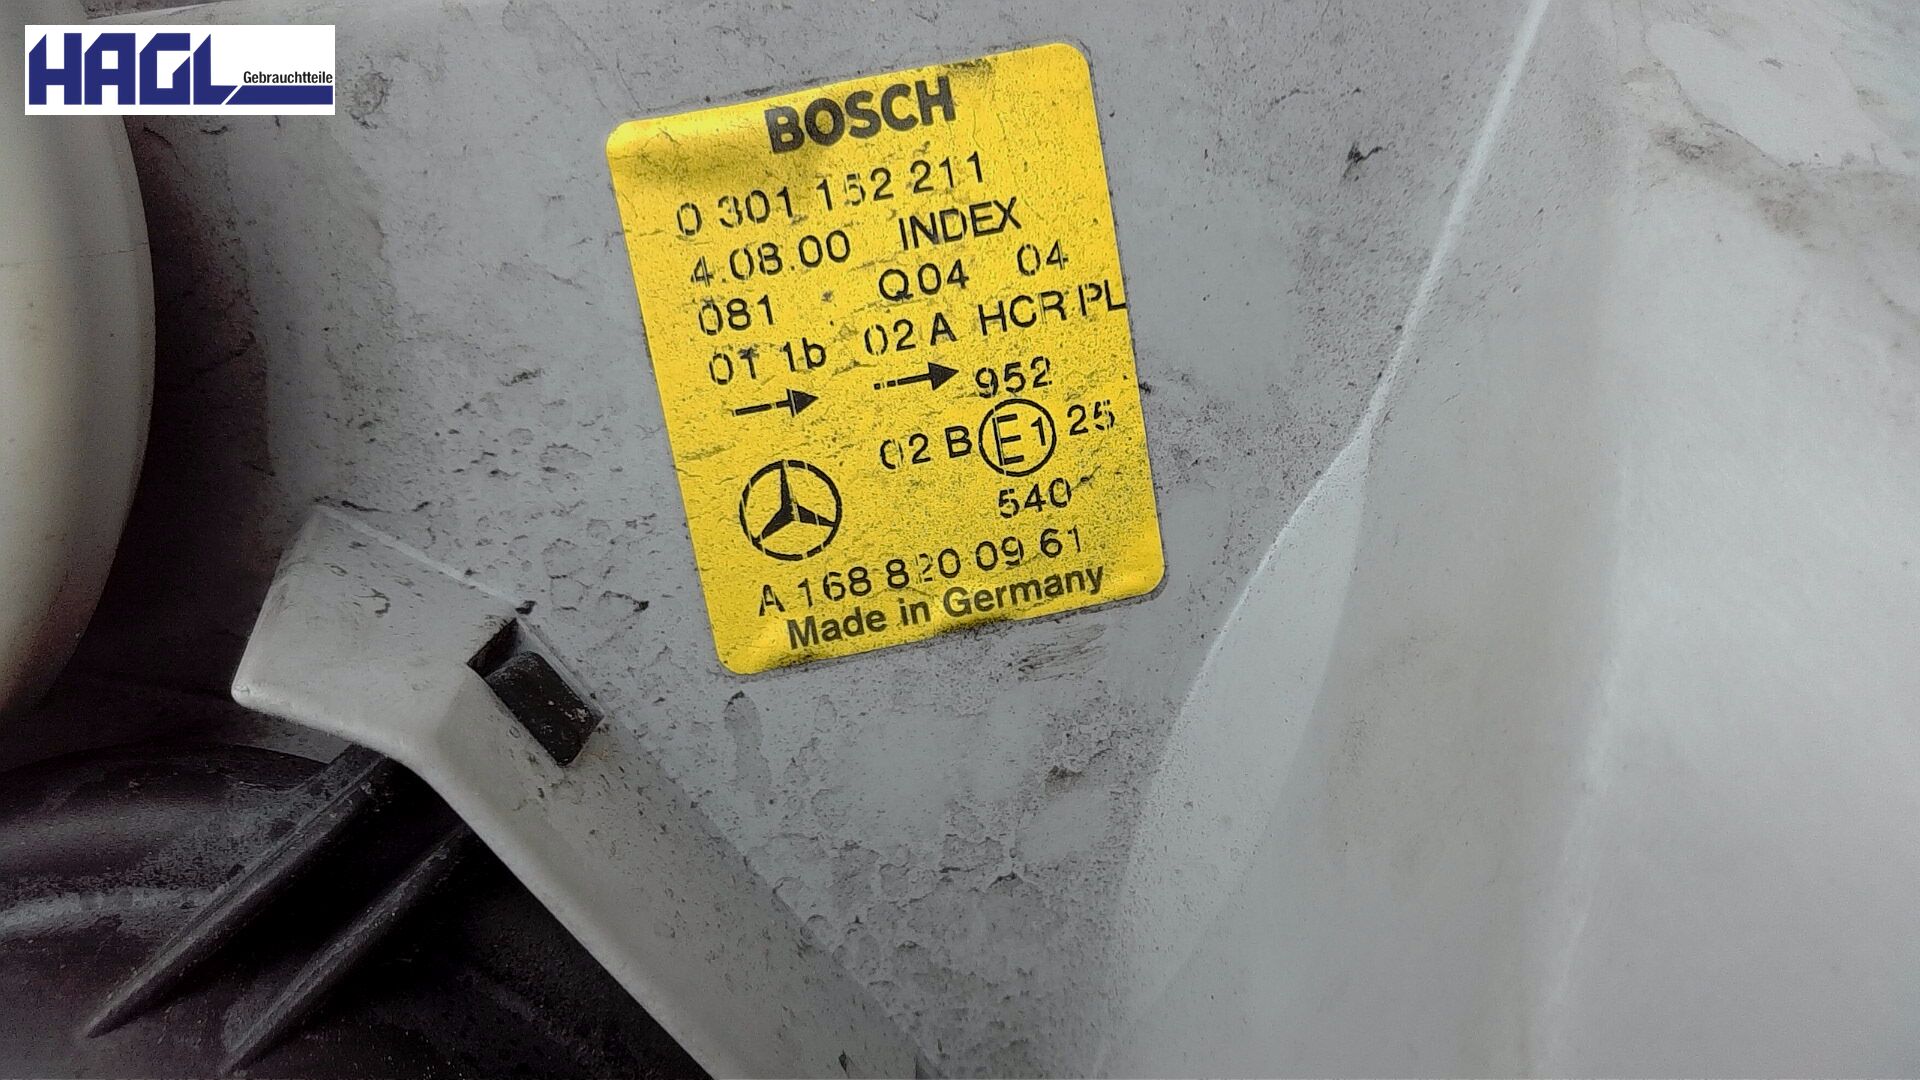 HAGL
Gebrauchtteile
BOSCH
0 301 152 211
4.08.00 INDEX
081 Q04 04
01 1b 02 A HCR PL
952
02 B E1 25
540
A 168 820 09 61
Made in Germany